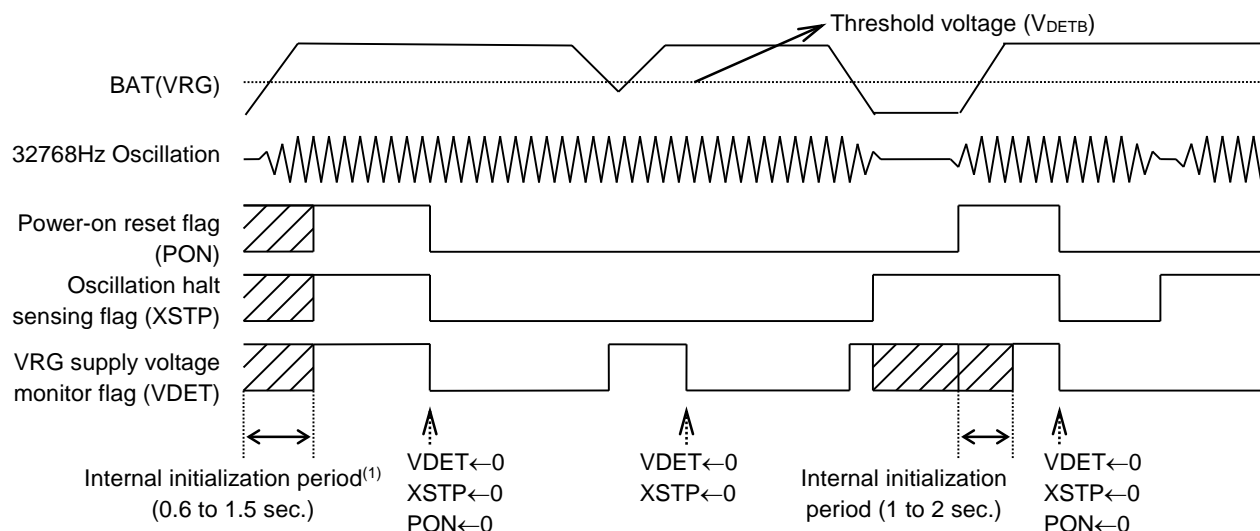 Threshold voltage (VDETB)
BAT(VRG)
32768Hz Oscillation
Power-on reset flag
(PON)
Oscillation halt
sensing flag (XSTP)
VRG supply voltage
monitor flag (VDET)
Internal initialization period(1)
(0.6 to 1.5 sec.)
VDET←0
XSTP←0
PON←0
VDET←0
XSTP←0
Internal initialization
period (1 to 2 sec.)
VDET←0
XSTP←0
PON←0